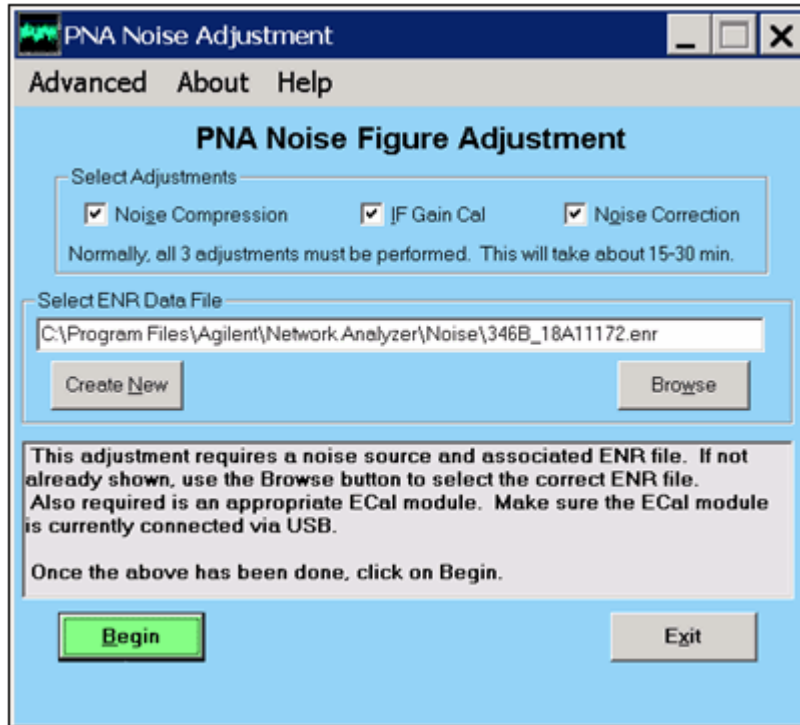 PNA Noise Adjustment
Advanced About Help
PNA Noise Figure Adjustment
Select Adjustments
Noise Compression IF Gain Cal Noise Correction
Normally, all 3 adjustments must be performed. This will take about 15-30 min.
Select ENR Data File
C:\Program Files\Agilent\Network Analyzer\Noise\346B_18A11172.enr
Create New Browse
This adjustment requires a noise source and associated ENR file. If not
already shown, use the Browse button to select the correct ENR file.
Also required is an appropriate ECal module. Make sure the ECal module
is currently connected via USB.
Once the above has been done, click on Begin.
Begin Exit